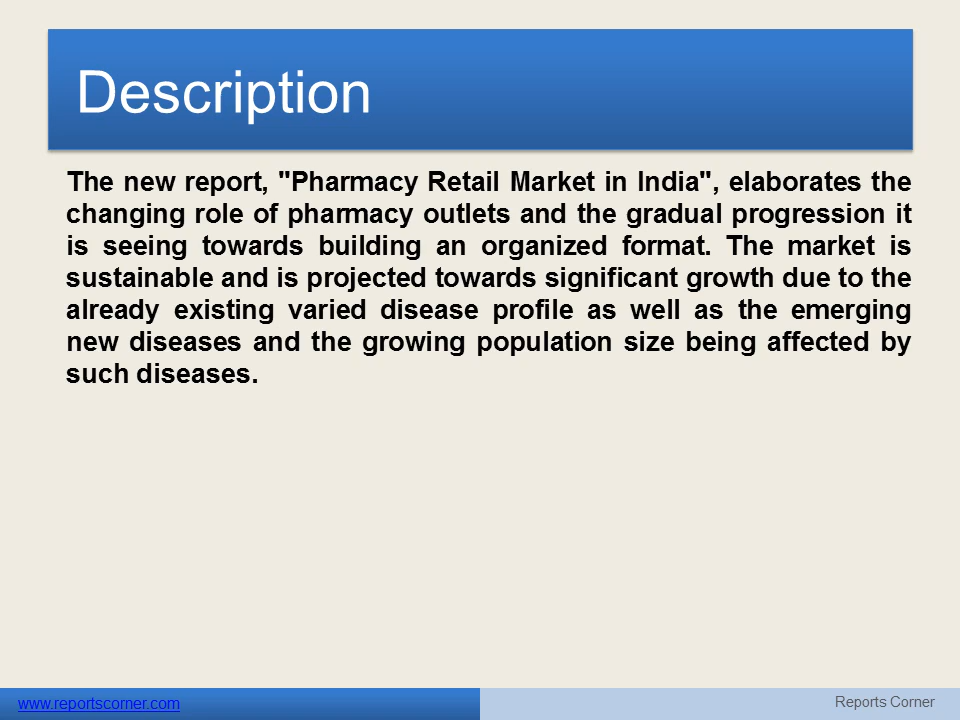 Description
The new report, "Pharmacy Retail Market in India", elaborates the
changing role of pharmacy outlets and the gradual progression it
is seeing towards building an organized format. The market is
sustainable and is projected towards significant growth due to the
already existing varied disease profile as well as the emerging
new diseases and the growing population size being affected by
such diseases.
www.reportscorner.com
Reports Corner